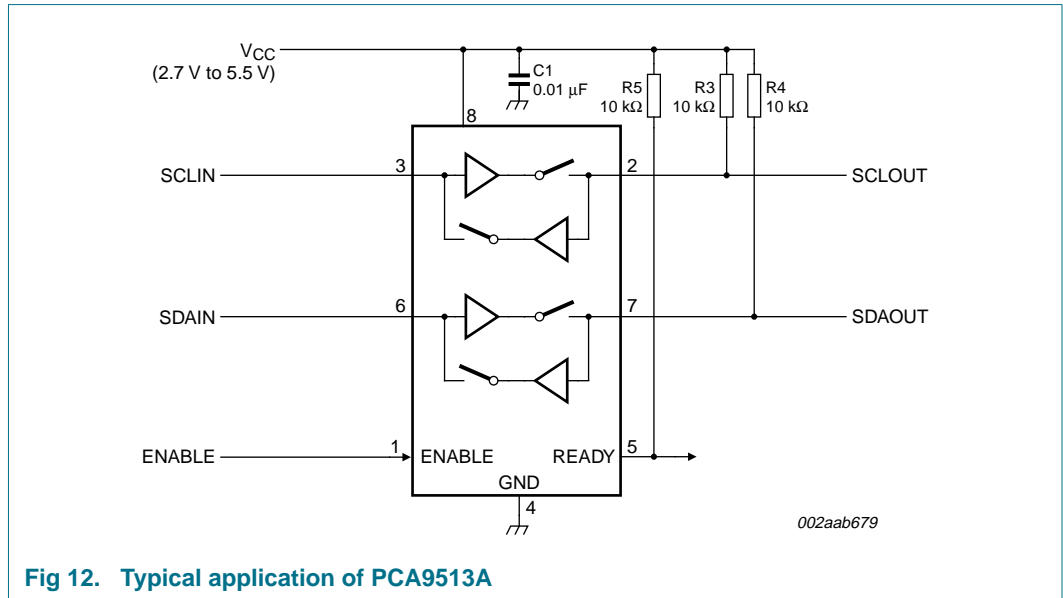 VCC
(2.7 V to 5.5 V)
C1
0.01 μF
R5
10 kΩ
R3
10 kΩ
R4
10 kΩ
8
SCLIN
3
2
SCLOUT
SDAIN
6
7
SDAOUT
ENABLE
1
ENABLE
READY
5
GND
4
002aab679
Fig 12. Typical application of PCA9513A